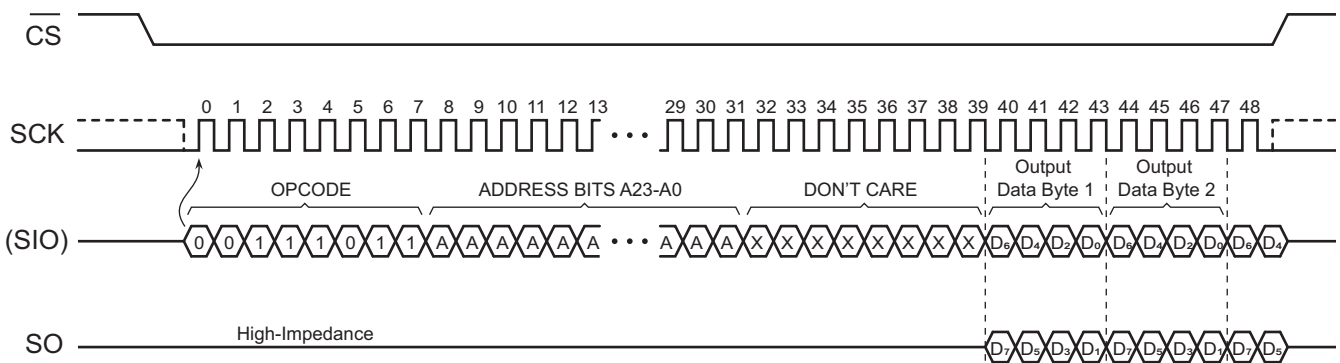 CS
0 1 2 3 4 5 6 7 8 9 10 11 12 13 29 30 31 32 33 34 35 36 37 38 39 40 41 42 43 44 45 46 47 48
SCK
OPCODE ADDRESS BITS A23-A0 DON'T CARE Output Data Byte 1 Output Data Byte 2
(SIO) 0 0 1 1 1 0 1 1 A A A A A A A A A X X X X X X X X D₆ D₄ D₂ D₀ D₆ D₄ D₂ D₀ D₆ D₄
High-Impedance
SO D₇ D₅ D₃ D₁ D₇ D₅ D₃ D₁ D₇ D₅